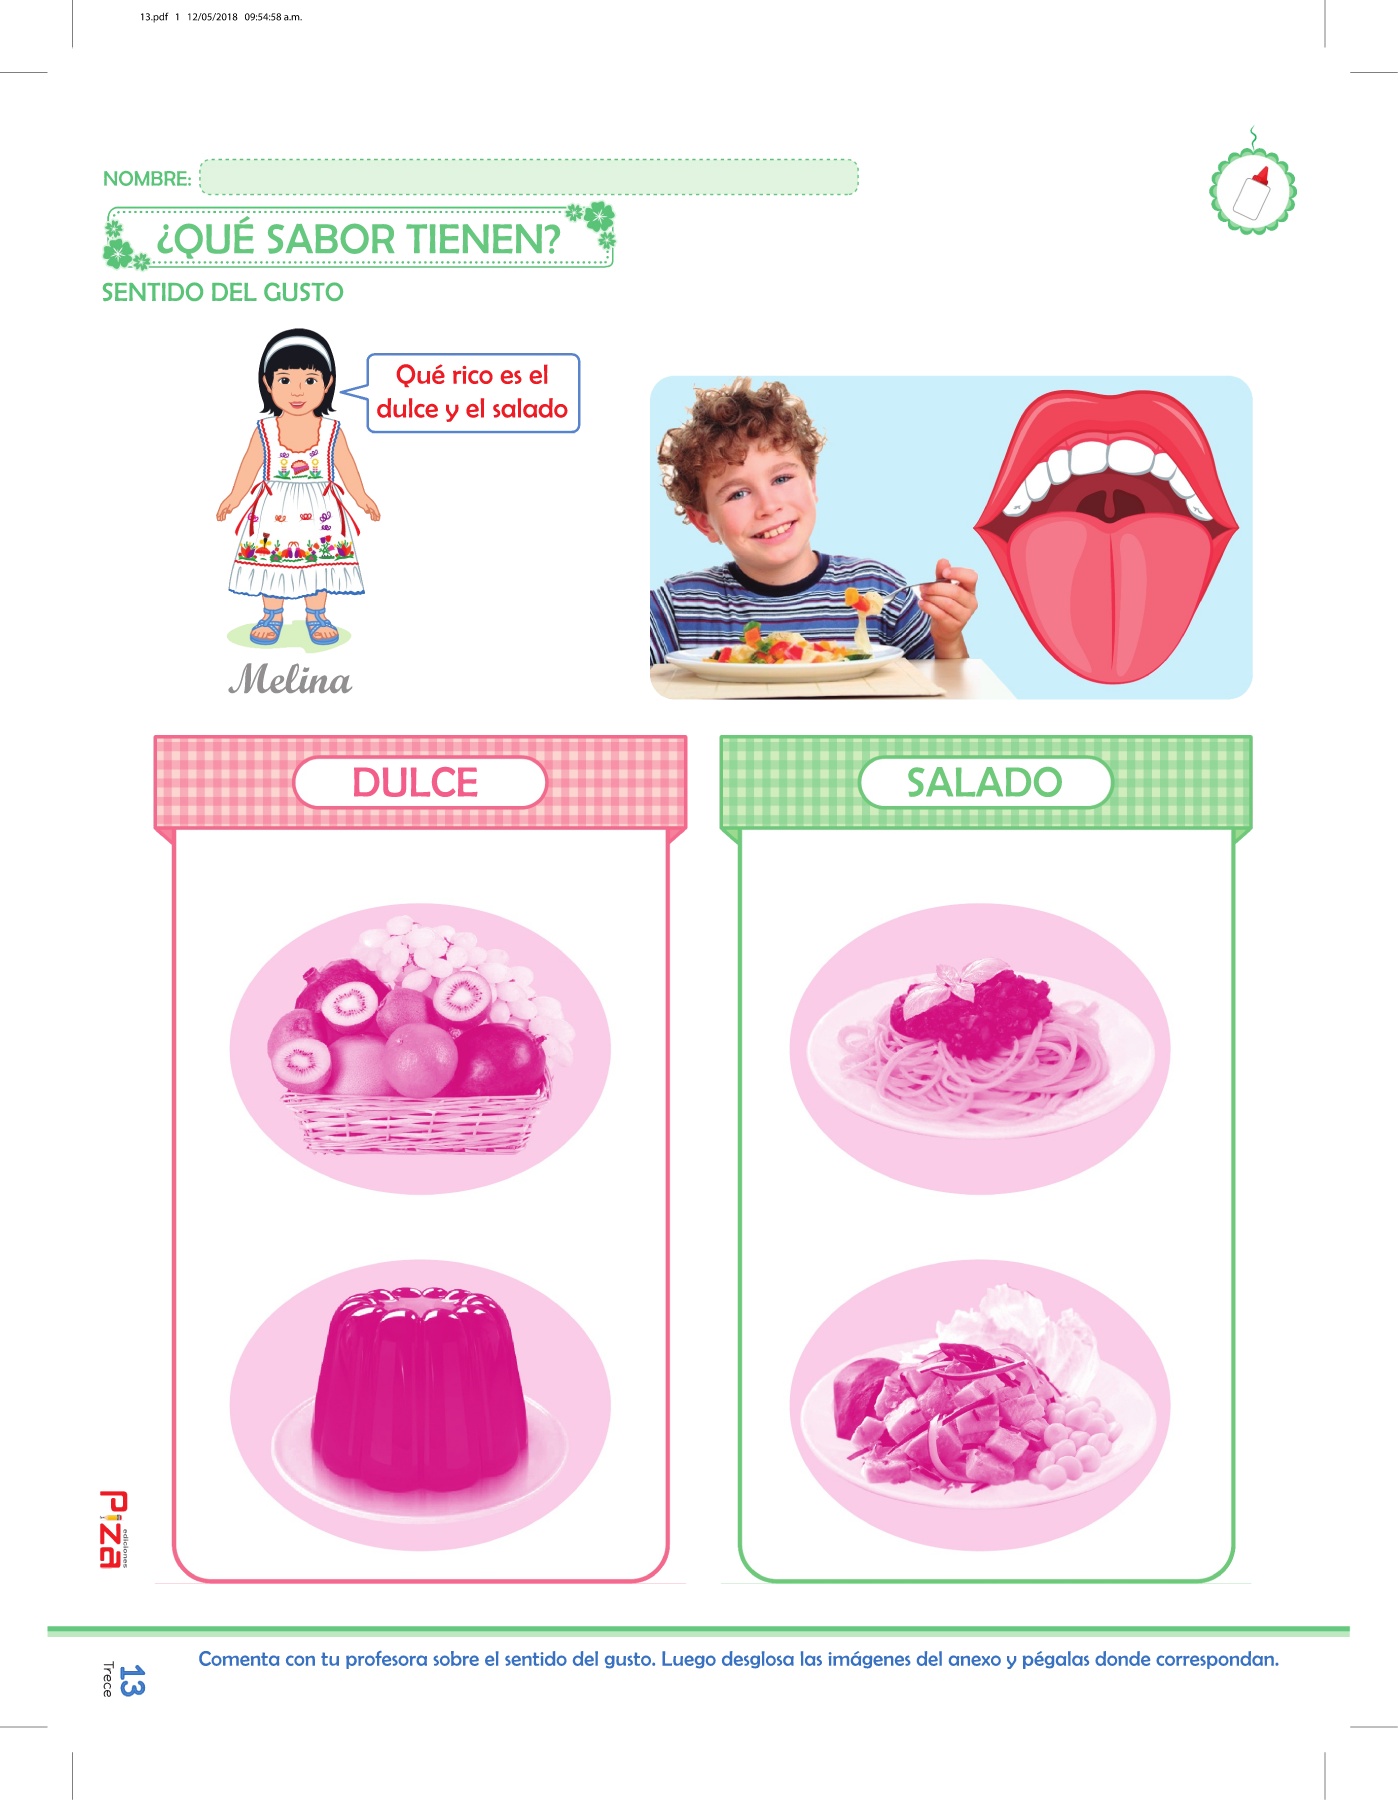 13.pdf 1 12/05/2018 09:54:58 a.m.
NOMBRE:
¿QUÉ SABOR TIENEN?
SENTIDO DEL GUSTO
Qué rico es el
dulce y el salado
Melina
DULCE
SALADO
Piza
ediciones
Comenta con tu profesora sobre el sentido del gusto. Luego desglosa las imágenes del anexo y pégalas donde correspondan.
13
Trece